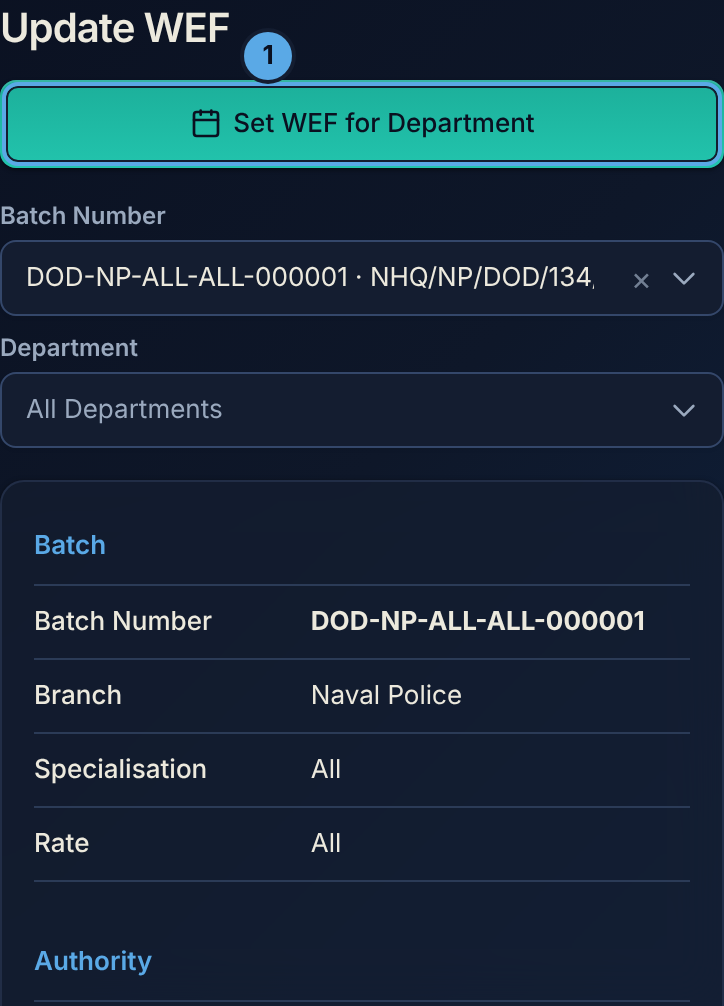 Update WEF
1
Set WEF for Department
Batch Number
DOD-NP-ALL-ALL-000001 · NHQ/NP/DOD/134,
Department
All Departments
Batch
Batch Number DOD-NP-ALL-ALL-000001
Branch Naval Police
Specialisation All
Rate All
Authority